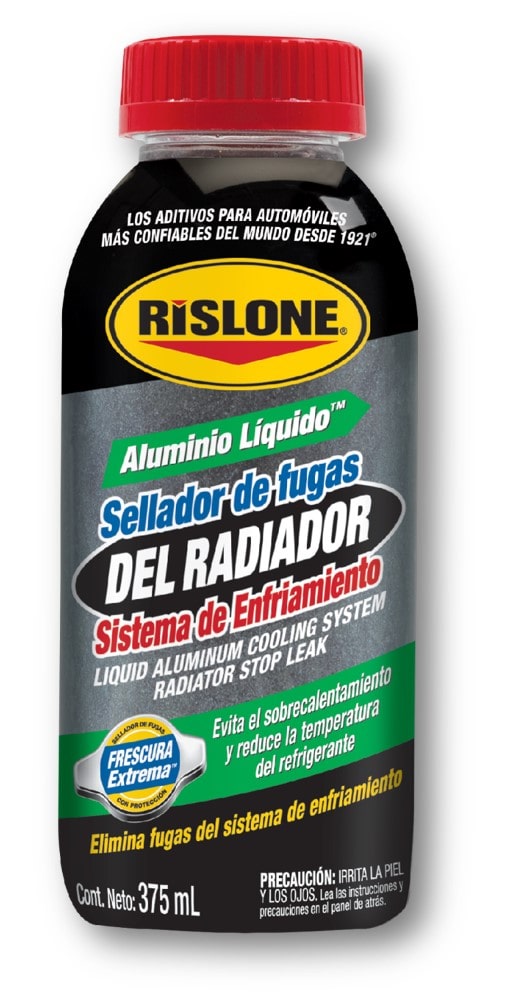 LOS ADITIVOS PARA AUTOMÓVILES
MÁS CONFIABLES DEL MUNDO DESDE 1921®
RiSLONE®
Aluminio Líquido™
Sellador de fugas
DEL RADIADOR
Sistema de Enfriamiento
LIQUID ALUMINUM COOLING SYSTEM
RADIATOR STOP LEAK
Evita el sobrecalentamiento
y reduce la temperatura
del refrigerante
SELLADOR DE FUGAS
FRESCURA
Extrema™
CON PROTECCIÓN
Elimina fugas del sistema de enfriamiento
Cont. Neto: 375 mL
PRECAUCIÓN: IRRITA LA PIEL
Y LOS OJOS. Lea las instrucciones y
precauciones en el panel de atrás.